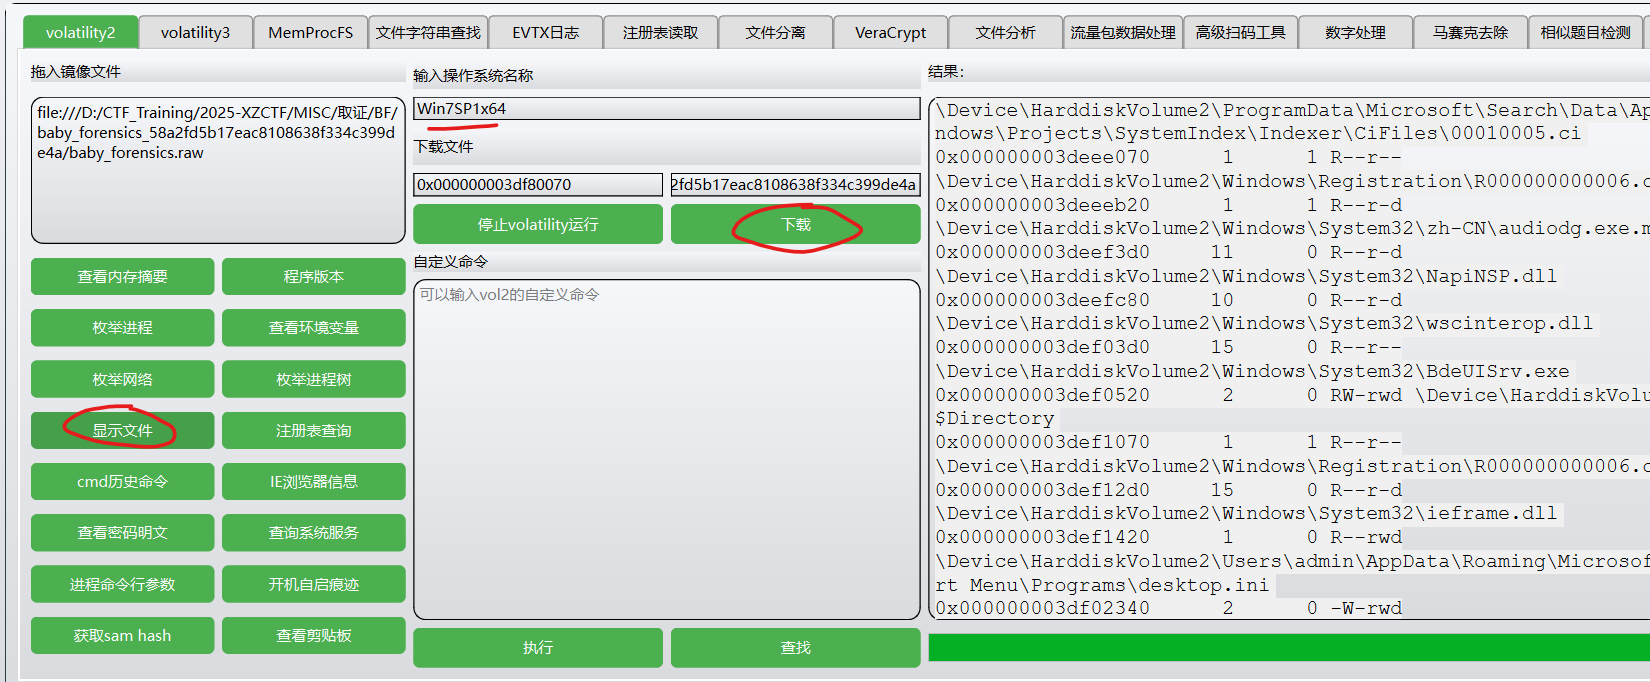 volatility2 volatility3 MemProcFS 文件字符串查找 EVTX日志 注册表读取 文件分离 VeraCrypt 文件分析 流量包数据处理 高级扫码工具 数字处理 马赛克去除 相似题目检测
拖入镜像文件
file:///D:/CTF_Training/2025-XZCTF/MISC/取证/BF/
baby_forensics_58a2fd5b17eac8108638f334c399d
e4a/baby_forensics.raw
查看内存摘要 程序版本
枚举进程 查看环境变量
枚举网络 枚举进程树
显示文件 注册表查询
cmd历史命令 IE浏览器信息
查看密码明文 查询系统服务
进程命令行参数 开机自启痕迹
获取sam hash 查看剪贴板
输入操作系统名称
Win7SP1x64
下载文件
0x000000003df80070 2fd5b17eac8108638f334c399de4a
停止volatility运行 下载
自定义命令
可以输入vol2的自定义命令
执行 查找
结果：
\Device\HarddiskVolume2\ProgramData\Microsoft\Search\Data\Ap
ndows\Projects\SystemIndex\Indexer\CiFiles\00010005.ci
0x000000003deee070 1 1 R--r--
\Device\HarddiskVolume2\Windows\Registration\R000000000006.c
0x000000003deeeb20 1 1 R--r-d
\Device\HarddiskVolume2\Windows\System32\zh-CN\audiodg.exe.m
0x000000003deef3d0 11 0 R--r-d
\Device\HarddiskVolume2\Windows\System32\NapiNSP.dll
0x000000003deefc80 10 0 R--r-d
\Device\HarddiskVolume2\Windows\System32\wscinterop.dll
0x000000003def03d0 15 0 R--r--
\Device\HarddiskVolume2\Windows\System32\BdeUISrv.exe
0x000000003def0520 2 0 RW-rwd \Device\HarddiskVolu
$Directory
0x000000003def1070 1 1 R--r--
\Device\HarddiskVolume2\Windows\Registration\R000000000006.c
0x000000003def12d0 15 0 R--r-d
\Device\HarddiskVolume2\Windows\System32\ieframe.dll
0x000000003def1420 1 0 R--rwd
\Device\HarddiskVolume2\Users\admin\AppData\Roaming\Microsof
rt Menu\Programs\desktop.ini
0x000000003df02340 2 0 -W-rwd